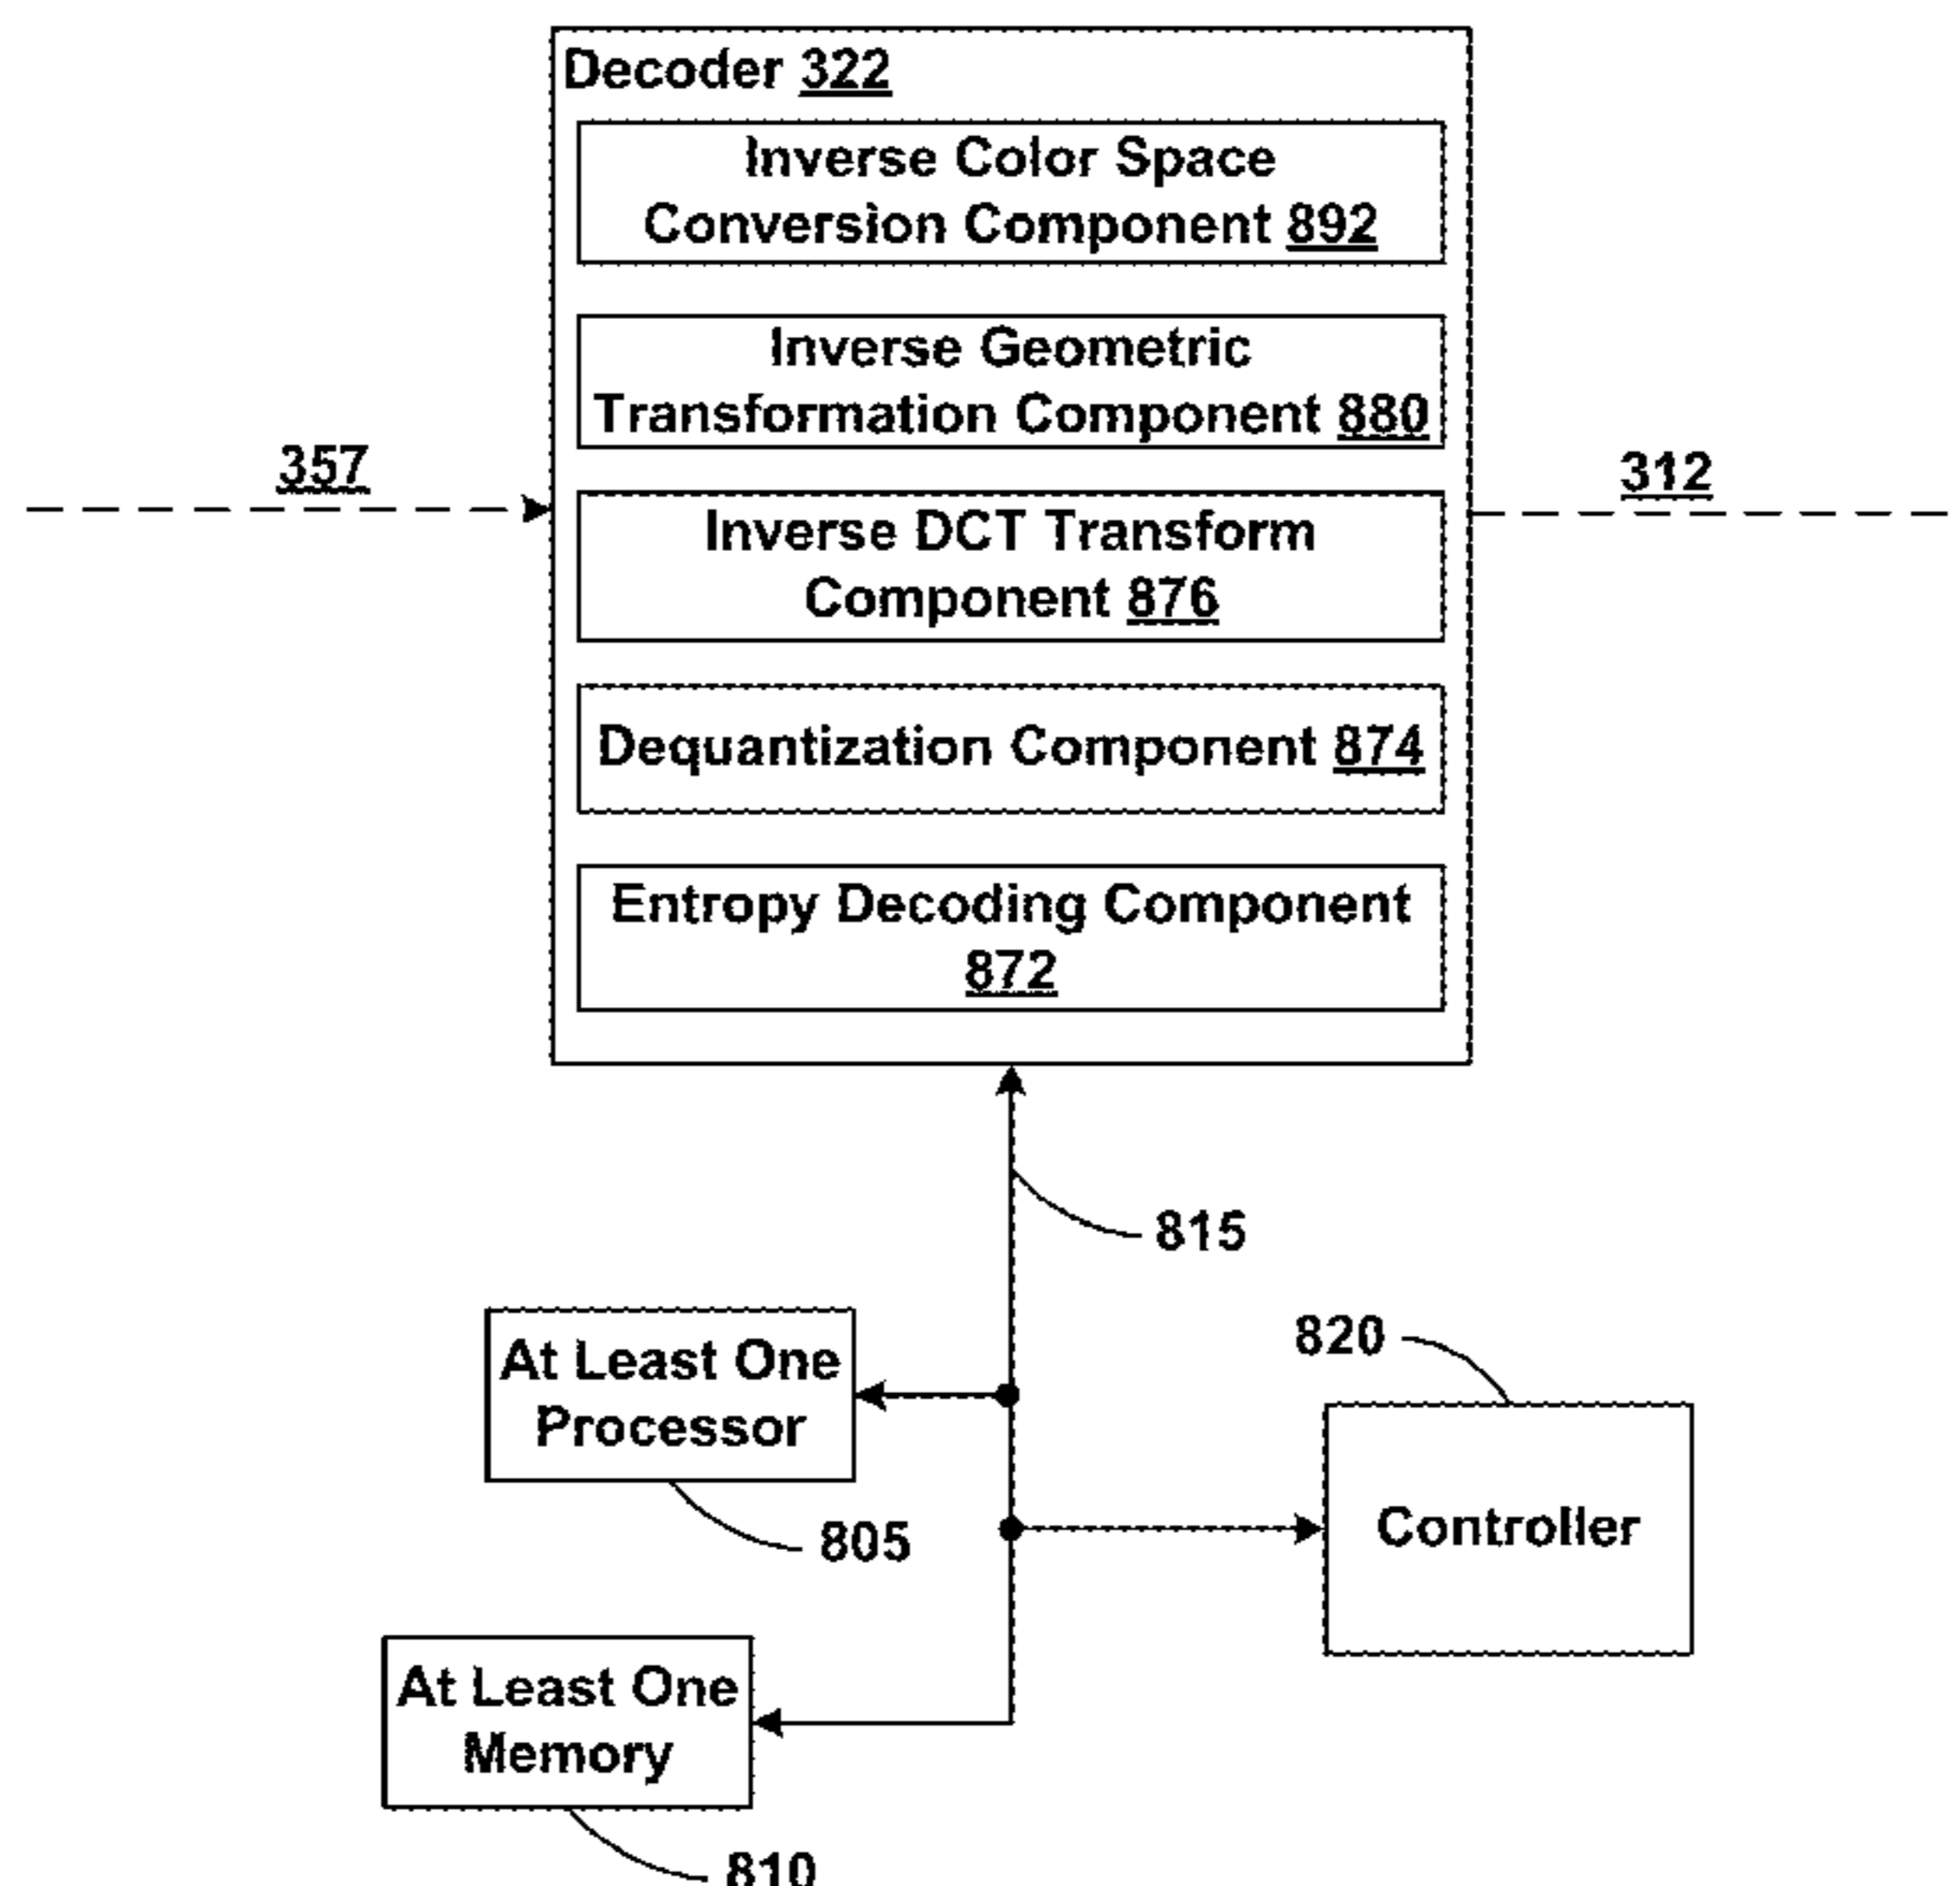 Decoder 322
Inverse Color Space
Conversion Component 892
Inverse Geometric
Transformation Component 880
357
312
Inverse DCT Transform
Component 876
Dequantization Component 874
Entropy Decoding Component
872
815
820
At Least One
Processor
805
Controller
At Least One
Memory
810